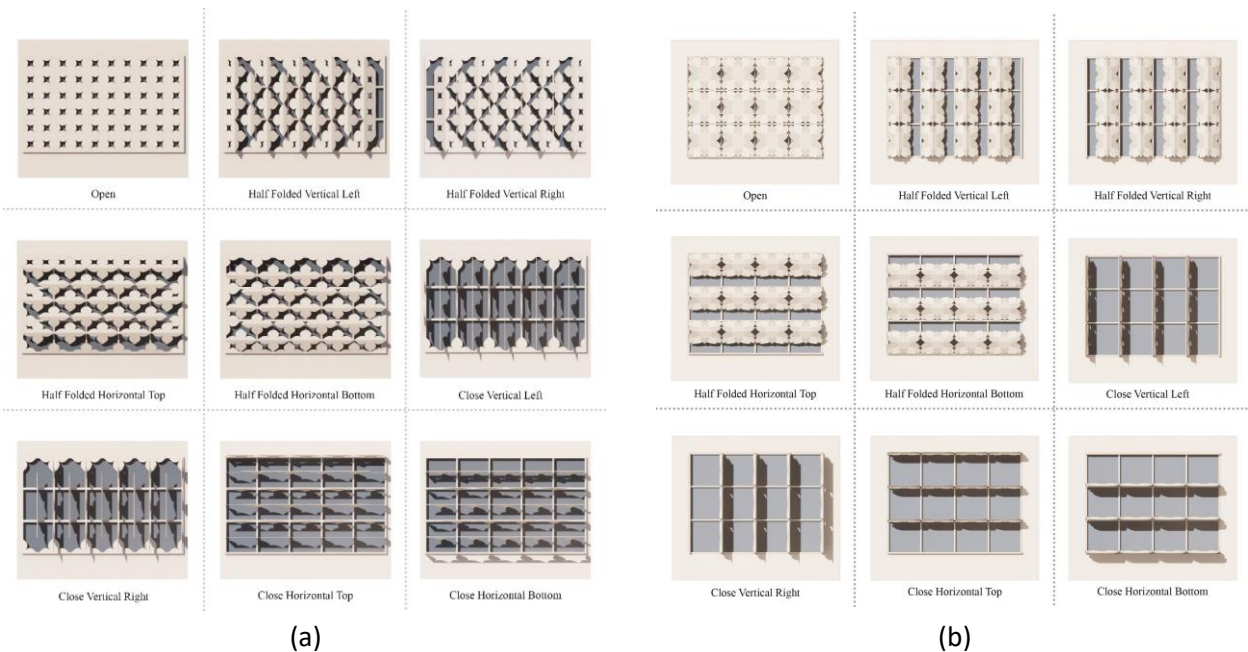 Open
Half Folded Vertical Left
Half Folded Vertical Right
Half Folded Horizontal Top
Half Folded Horizontal Bottom
Close Vertical Left
Close Vertical Right
Close Horizontal Top
Close Horizontal Bottom
(a)
Open
Half Folded Vertical Left
Half Folded Vertical Right
Half Folded Horizontal Top
Half Folded Horizontal Bottom
Close Vertical Left
Close Vertical Right
Close Horizontal Top
Close Horizontal Bottom
(b)